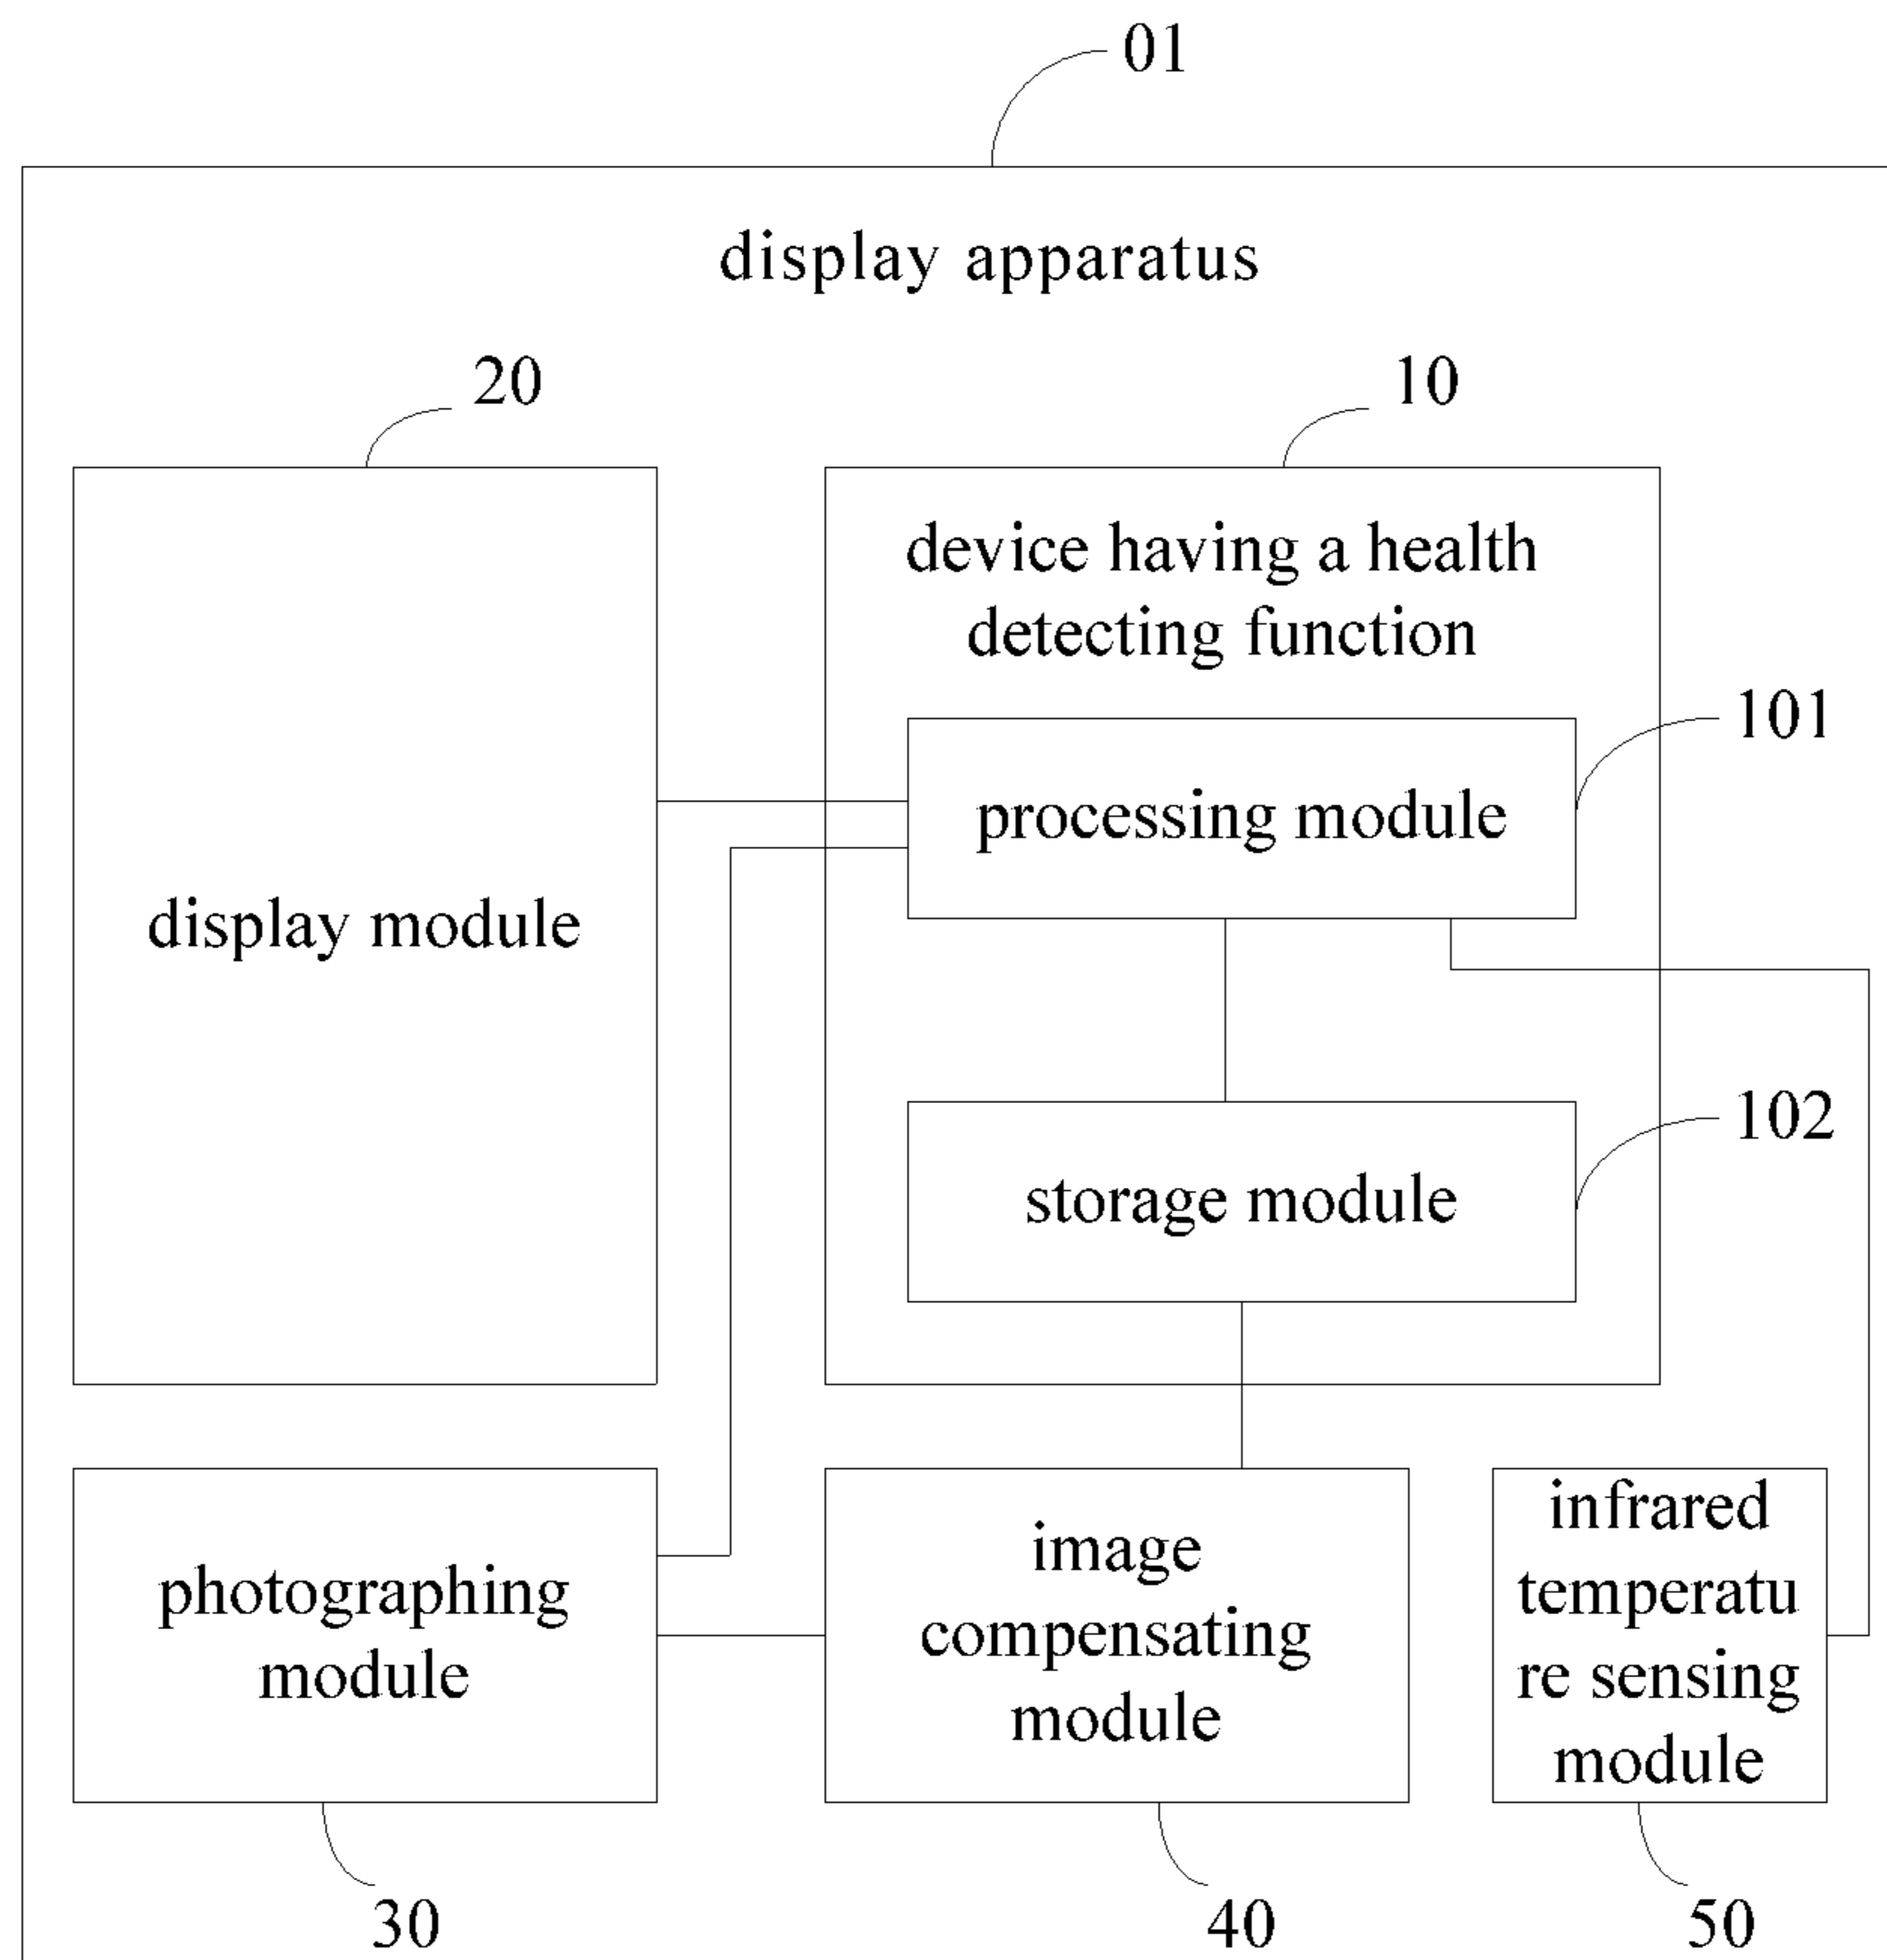 01
display apparatus
20
10
device having a health
detecting function
101
processing module
display module
102
storage module
photographing
module
image
compensating
module
infrared
temperatu
re sensing
module
30
40
50